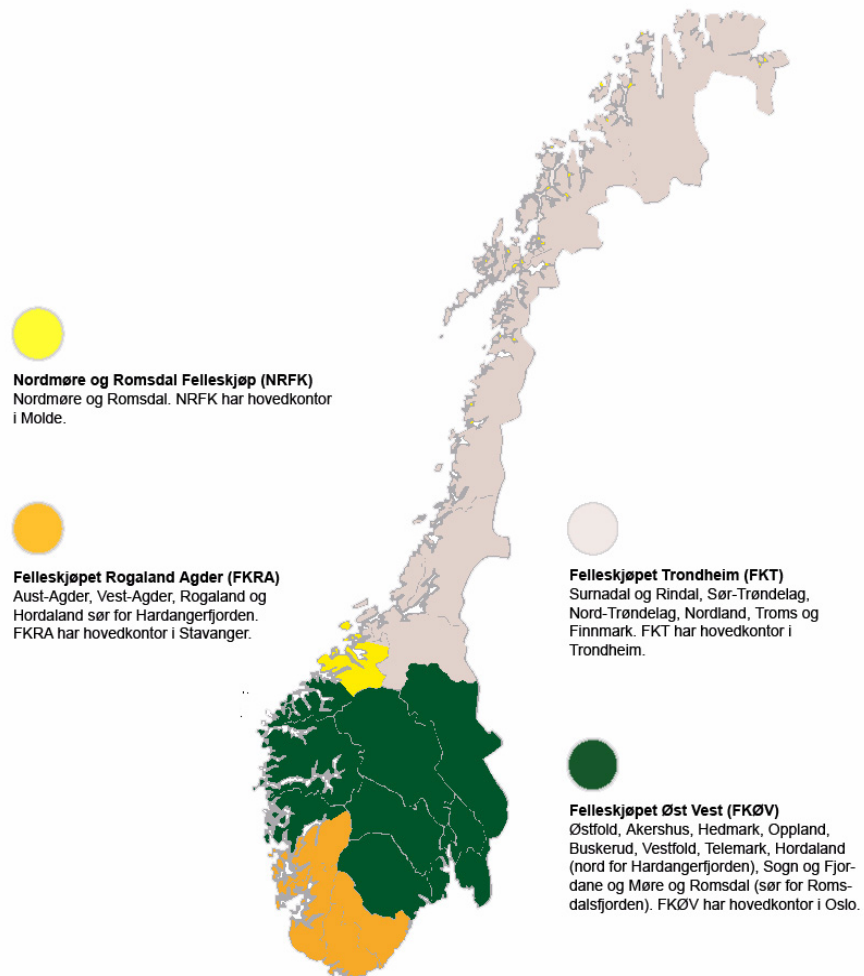 Nordmøre og Romsdal Felleskjøp (NRFK)
Nordmøre og Romsdal. NRFK har hovedkontor
i Molde.
Felleskjøpet Rogaland Agder (FKRA)
Aust-Agder, Vest-Agder, Rogaland og
Hordaland sør for Hardangerfjorden.
FKRA har hovedkontor i Stavanger.
Felleskjøpet Trondheim (FKT)
Surnadal og Rindal, Sør-Trøndelag,
Nord-Trøndelag, Nordland, Troms og
Finnmark. FKT har hovedkontor i
Trondheim.
Felleskjøpet Øst Vest (FKØV)
Østfold, Akershus, Hedmark, Oppland,
Buskerud, Vestfold, Telemark, Hordaland
(nord for Hardangerfjorden), Sogn og Fjor-
dane og Møre og Romsdal (sør for Roms-
dalsfjorden). FKØV har hovedkontor i Oslo.